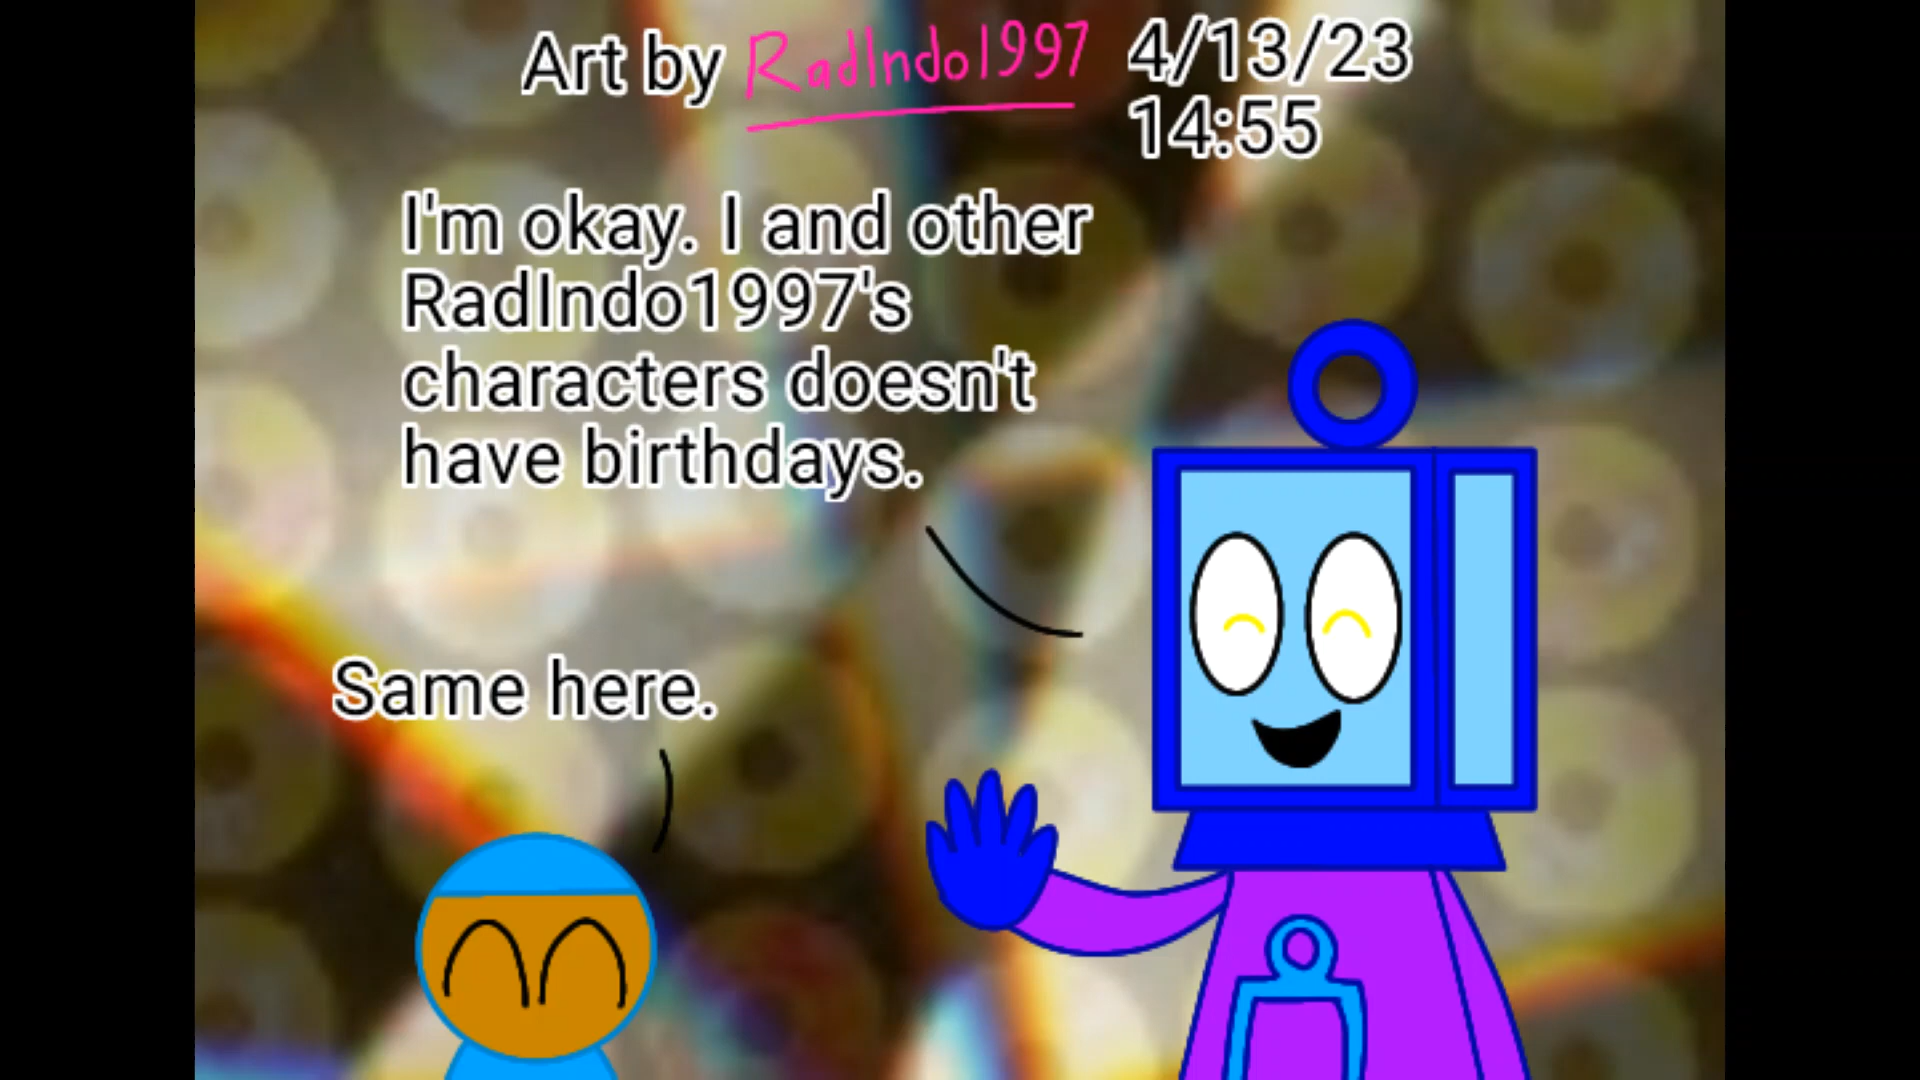 Art by RadIndo1997 4/13/23
14:55
I'm okay. I and other
RadIndo1997's
characters doesn't
have birthdays.
Same here.